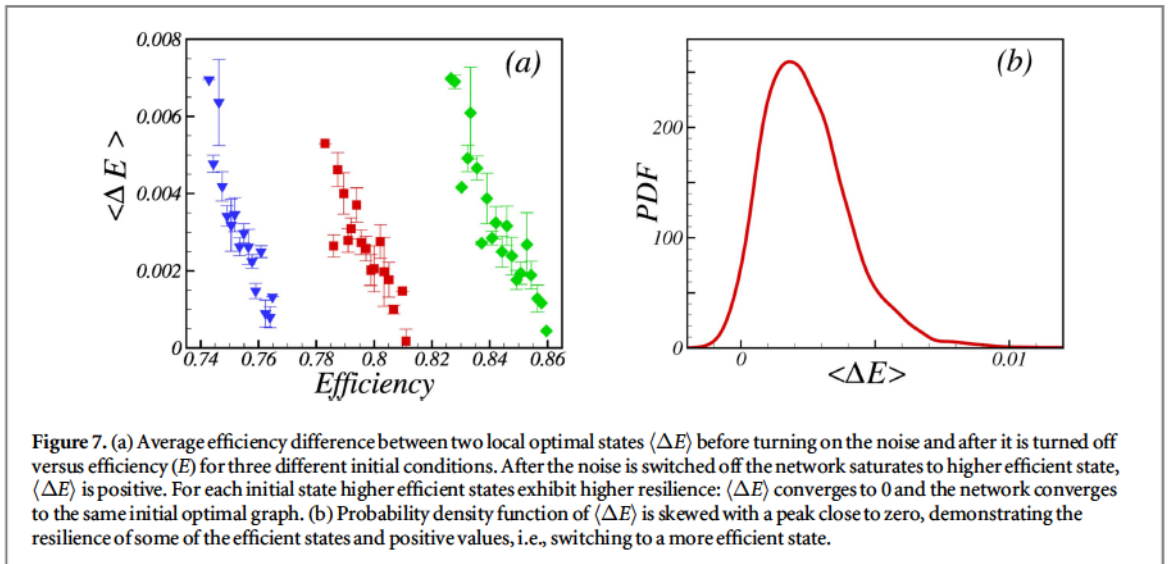 0.008
(a)
0.006
0.004
0.002
0
<Δ E >
0.74 0.76 0.78 0.8 0.82 0.84 0.86
Efficiency
(b)
200
100
0
PDF
0 0.01
<ΔE>
Figure 7. (a) Average efficiency difference between two local optimal states ⟨ΔE⟩ before turning on the noise and after it is turned off
versus efficiency (E) for three different initial conditions. After the noise is switched off the network saturates to higher efficient state,
⟨ΔE⟩ is positive. For each initial state higher efficient states exhibit higher resilience: ⟨ΔE⟩ converges to 0 and the network converges
to the same initial optimal graph. (b) Probability density function of ⟨ΔE⟩ is skewed with a peak close to zero, demonstrating the
resilience of some of the efficient states and positive values, i.e., switching to a more efficient state.